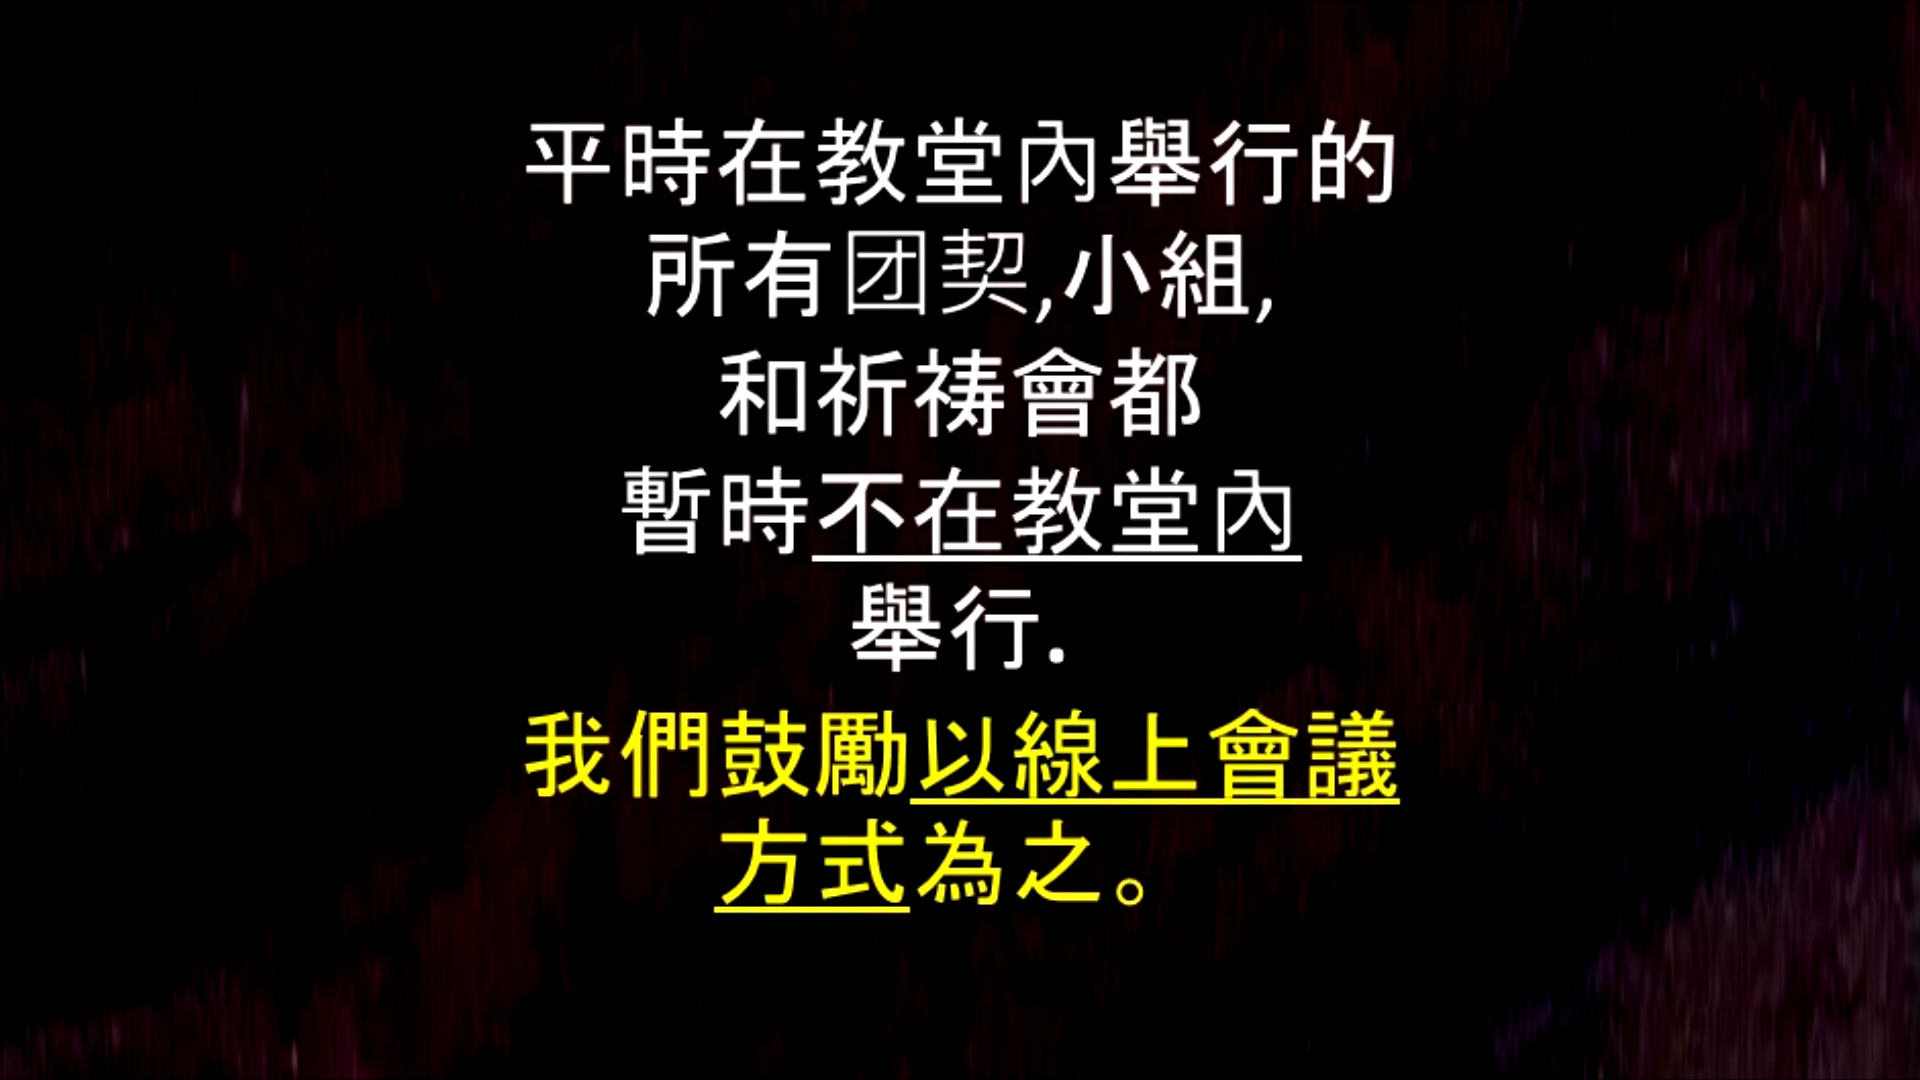 平時在教堂內舉行的
所有团契,小組,
和祈祷會都
暫時不在教堂內
舉行.
我們鼓勵以線上會議
方式為之。